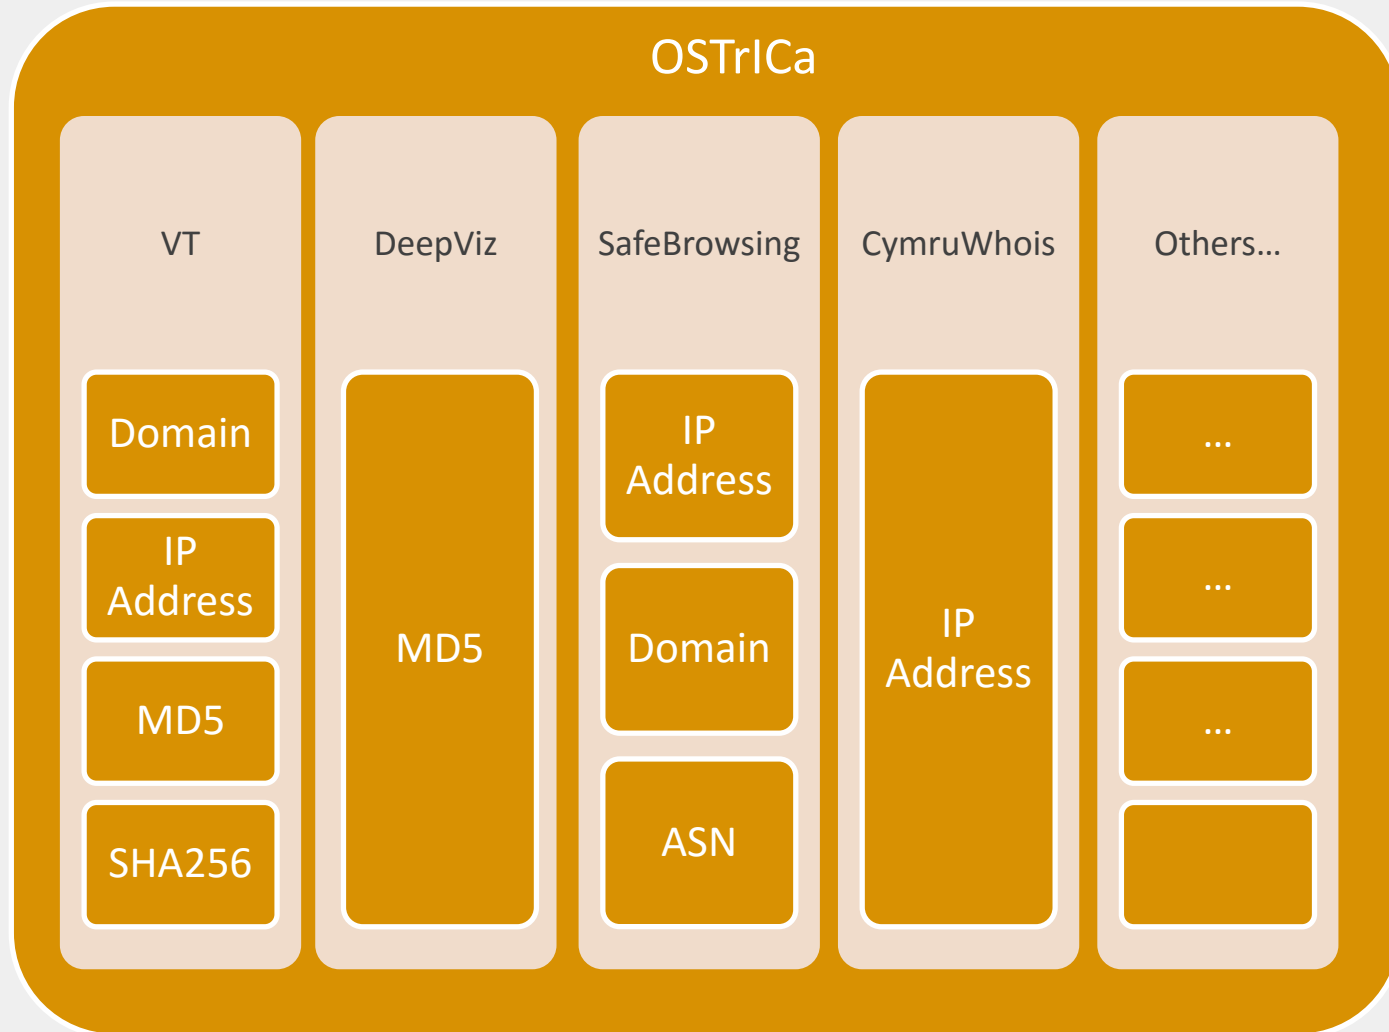 OSTrICa
VT
Domain
IP
Address
MD5
SHA256
DeepViz
MD5
SafeBrowsing
IP
Address
Domain
ASN
CymruWhois
IP
Address
Others...
...
...
...